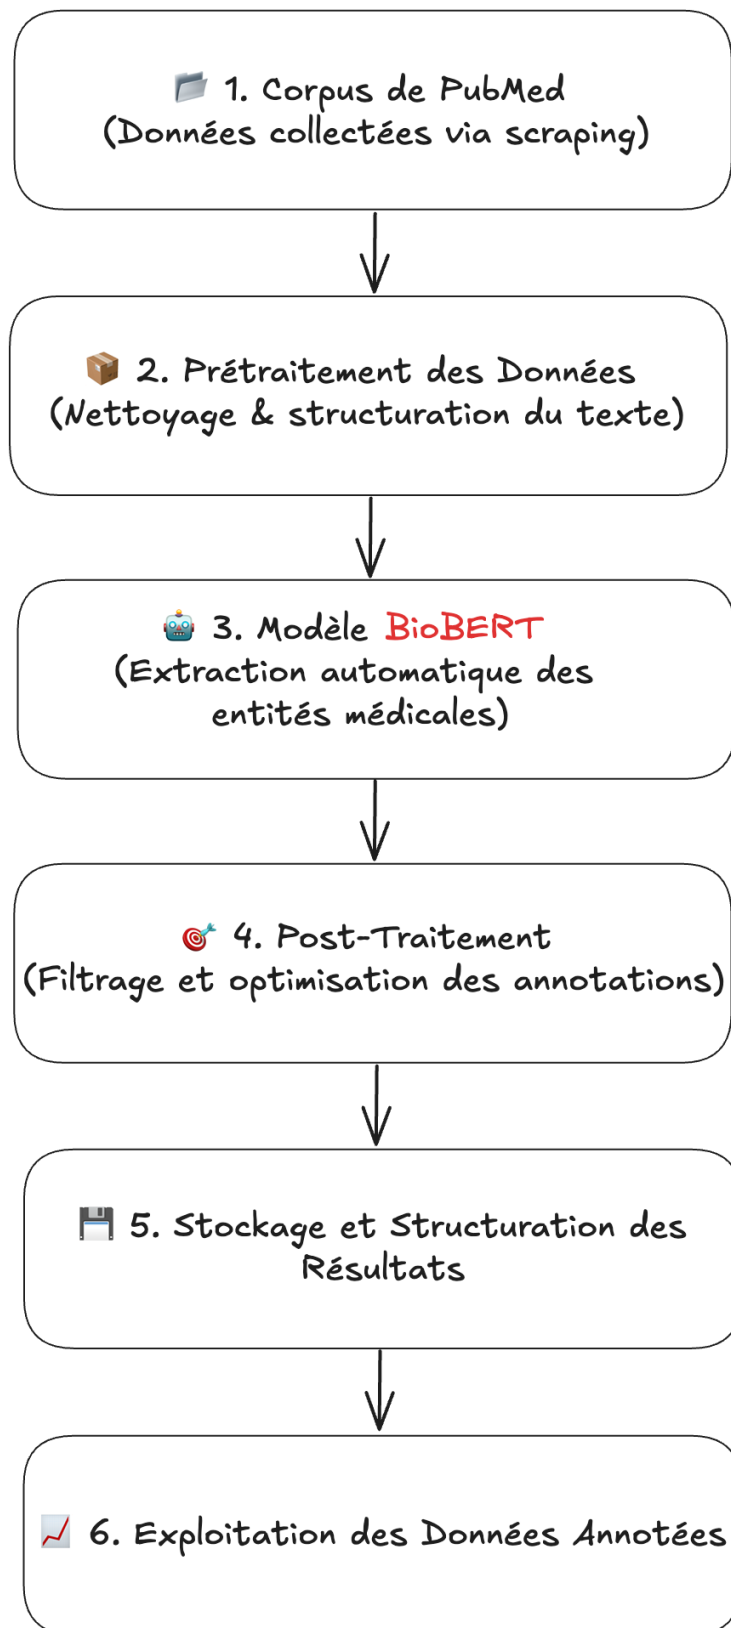 📂 1. Corpus de PubMed
(Données collectées via scraping)
📦 2. Prétraitement des Données
(Nettoyage & structuration du texte)
🤖 3. Modèle BioBERT
(Extraction automatique des
entités médicales)
🎯 4. Post-Traitement
(Filtrage et optimisation des annotations)
💾 5. Stockage et Structuration des
Résultats
📈 6. Exploitation des Données Annotées